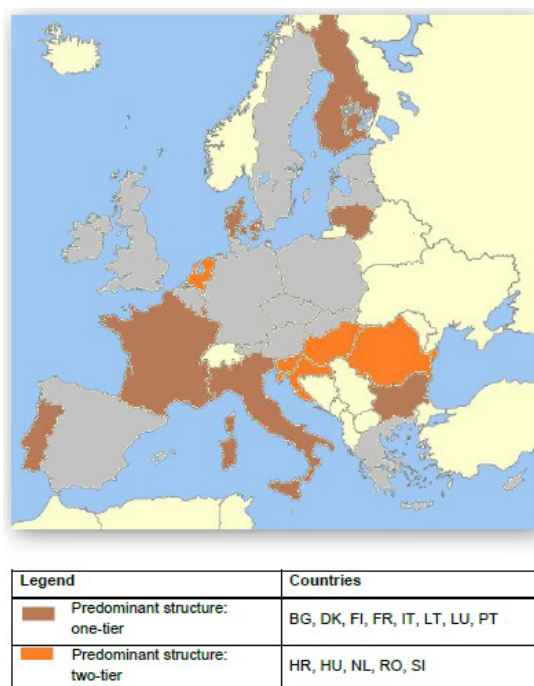 Legend
Countries
Predominant structure:
one-tier
BG, DK, FI, FR, IT, LT, LU, PT
Predominant structure:
two-tier
HR, HU, NL, RO, SI